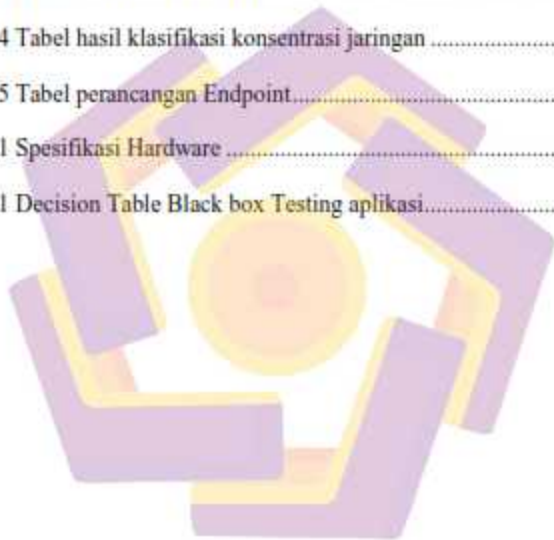 4 Tabel hasil klasifikasi konsentrasi jaringan .....................
5 Tabel perancangan Endpoint............................................
1 Spesifikasi Hardware .......................................................
1 Decision Table Black box Testing aplikasi......................